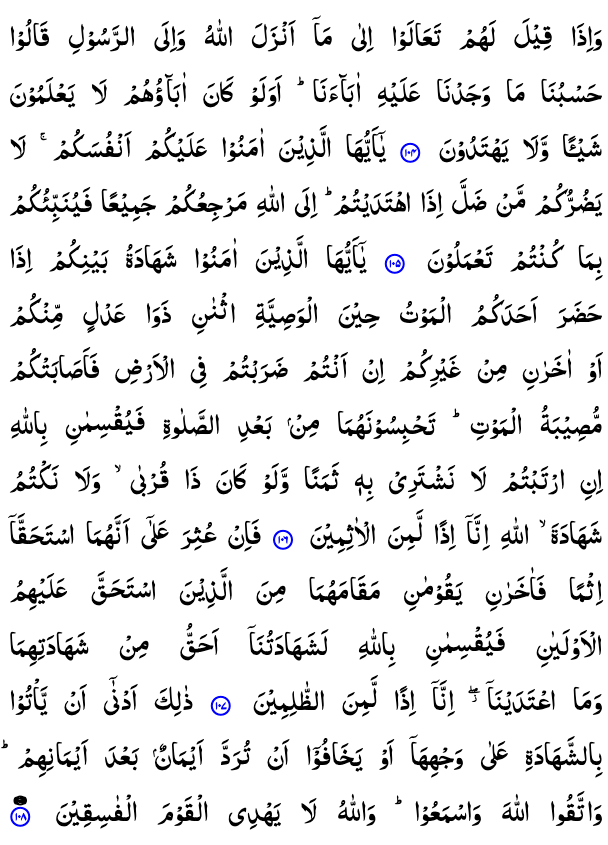 وَاِذَا قِيْلَ لَهُمْ تَعَالَوْا اِلٰى مَآ اَنْزَلَ اللّٰهُ وَاِلَى الرَّسُوْلِ قَالُوْا
حَسْبُنَا مَا وَجَدْنَا عَلَيْهِ اٰبَآءَنَا ؕ اَوَلَوْ كَانَ اٰبَآؤُهُمْ لَا يَعْلَمُوْنَ
شَيْـًٔا وَّلَا يَهْتَدُوْنَ ۝۱۰۴ يٰۤاَيُّهَا الَّذِيْنَ اٰمَنُوْا عَلَيْكُمْ اَنْفُسَكُمْ ۚ لَا
يَضُرُّكُمْ مَّنْ ضَلَّ اِذَا اهْتَدَيْتُمْ ؕ اِلَى اللّٰهِ مَرْجِعُكُمْ جَمِيْعًا فَيُنَبِّئُكُمْ
بِمَا كُنْتُمْ تَعْمَلُوْنَ ۝۱۰۵ يٰۤاَيُّهَا الَّذِيْنَ اٰمَنُوْا شَهَادَةُ بَيْنِكُمْ اِذَا
حَضَرَ اَحَدَكُمُ الْمَوْتُ حِيْنَ الْوَصِيَّةِ اثْنٰنِ ذَوَا عَدْلٍ مِّنْكُمْ
اَوْ اٰخَرٰنِ مِنْ غَيْرِكُمْ اِنْ اَنْتُمْ ضَرَبْتُمْ فِى الْاَرْضِ فَاَصَابَتْكُمْ
مُّصِيْبَةُ الْمَوْتِ ؕ تَحْبِسُوْنَهُمَا مِنْۢ بَعْدِ الصَّلٰوةِ فَيُقْسِمٰنِ بِاللّٰهِ
اِنِ ارْتَبْتُمْ لَا نَشْتَرِىْ بِهٖ ثَمَنًا وَّلَوْ كَانَ ذَا قُرْبٰى ۙ وَلَا نَكْتُمُ
شَهَادَةَ ۙ اللّٰهِ اِنَّاۤ اِذًا لَّمِنَ الْاٰثِمِيْنَ ۝۱۰۶ فَاِنْ عُثِرَ عَلٰٓى اَنَّهُمَا اسْتَحَقَّاۤ
اِثْمًا فَاٰخَرٰنِ يَقُوْمٰنِ مَقَامَهُمَا مِنَ الَّذِيْنَ اسْتَحَقَّ عَلَيْهِمُ
الْاَوْلَيٰنِ فَيُقْسِمٰنِ بِاللّٰهِ لَشَهَادَتُنَاۤ اَحَقُّ مِنْ شَهَادَتِهِمَا
وَمَا اعْتَدَيْنَاۤ ۖ اِنَّاۤ اِذًا لَّمِنَ الظّٰلِمِيْنَ ۝۱۰۷ ذٰلِكَ اَدْنٰٓى اَنْ يَّاْتُوْا
بِالشَّهَادَةِ عَلٰى وَجْهِهَاۤ اَوْ يَخَافُوْۤا اَنْ تُرَدَّ اَيْمَانٌۢ بَعْدَ اَيْمَانِهِمْ ؕ
وَاتَّقُوا اللّٰهَ وَاسْمَعُوْا ؕ وَاللّٰهُ لَا يَهْدِى الْقَوْمَ الْفٰسِقِيْنَ ۝۱۰۸